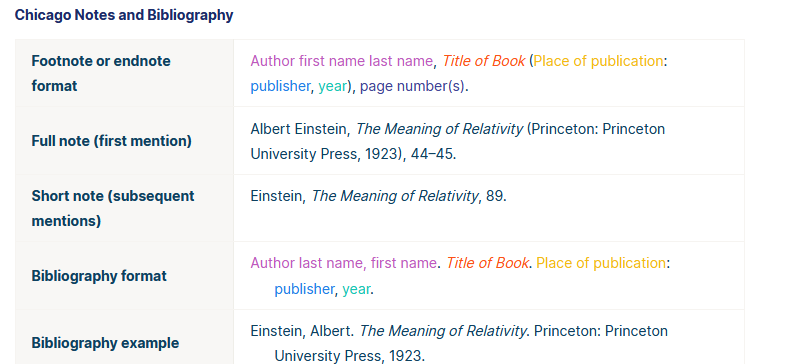 Chicago Notes and Bibliography
Footnote or endnote
format
Author first name last name, Title of Book (Place of publication:
publisher, year), page number(s).
Full note (first mention)
Albert Einstein, The Meaning of Relativity (Princeton: Princeton
University Press, 1923), 44–45.
Short note (subsequent
mentions)
Einstein, The Meaning of Relativity, 89.
Bibliography format
Author last name, first name. Title of Book. Place of publication:
publisher, year.
Bibliography example
Einstein, Albert. The Meaning of Relativity. Princeton: Princeton
University Press, 1923.